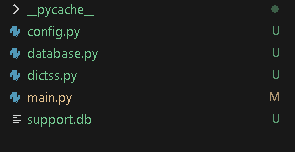 __pycache__
config.py U
database.py U
dictss.py U
main.py M
support.db U